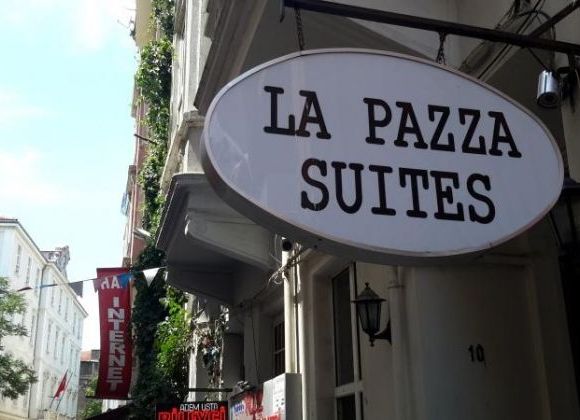 LA PAZZA
SUITES
INTERNET
ADEM USTA
10